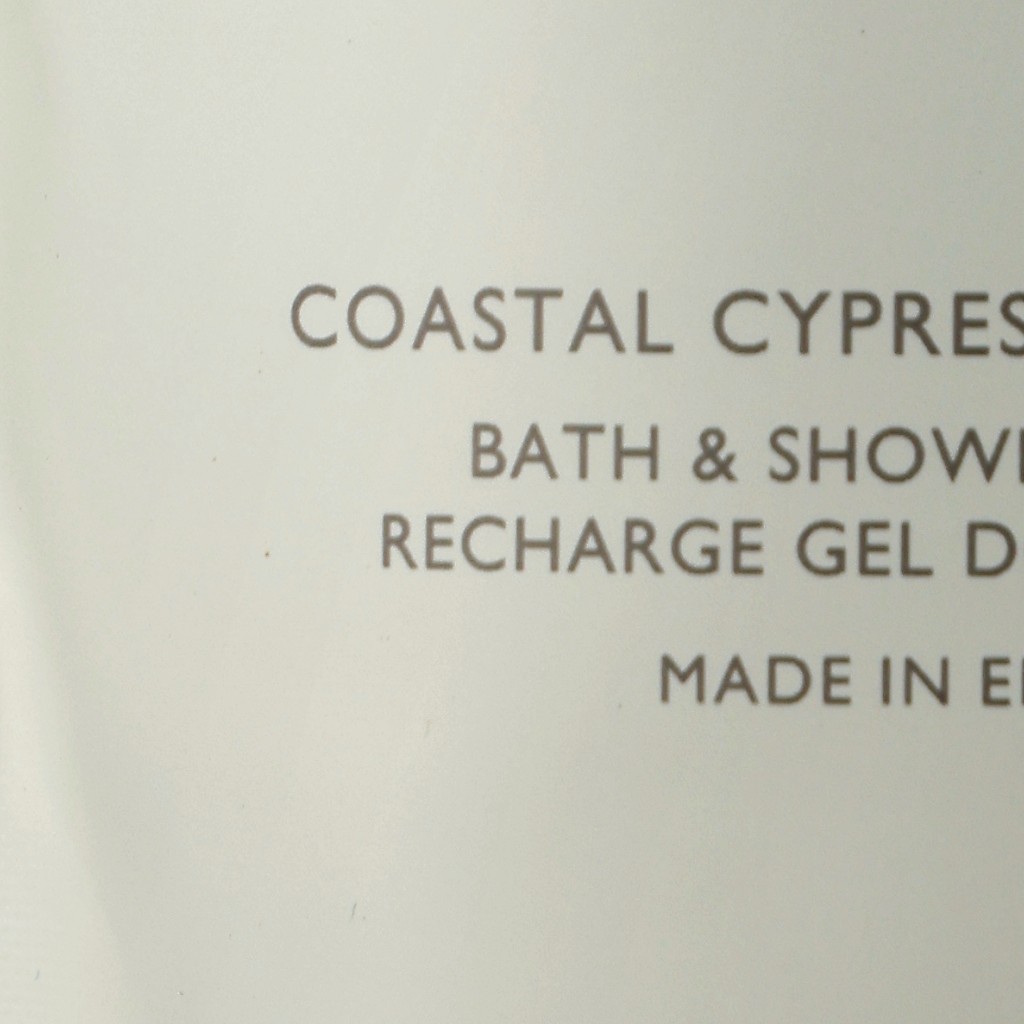 COASTAL CYPRES
BATH & SHOW
RECHARGE GEL D
MADE IN E